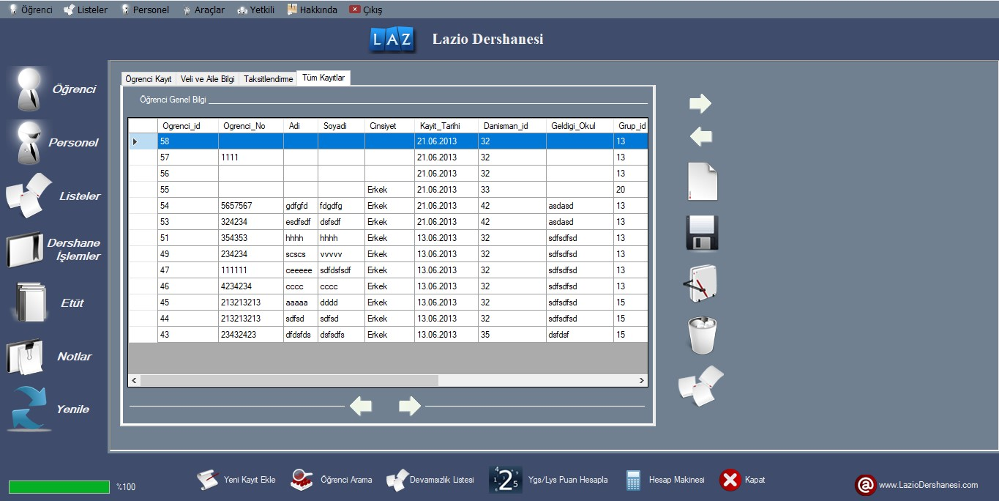 Öğrenci Listeler Personel Araçlar Yetkili Hakkında Çıkış
LAZ Lazio Dershanesi
Öğrenci
Personel
Listeler
Dershane
İşlemler
Etüt
Notlar
Yenile
Ögrenci Kayıt Veli ve Aile Bilgi Taksitlendirme Tüm Kayıtlar
Öğrenci Genel Bilgi
Ogrenci_id Ogrenci_No Adi Soyadi Cinsiyet Kayit_Tarihi Danisman_id Geldigi_Okul Grup_id
58 21.06.2013 32 13
57 1111 21.06.2013 32 13
56 21.06.2013 32 13
55 Erkek 21.06.2013 33 20
54 5657567 gdfgfd fdgdfg Erkek 21.06.2013 42 asdasd 13
53 324234 esdfsdf dsfsdf Erkek 21.06.2013 42 asdasd 13
51 354353 hhhh hhhh Erkek 13.06.2013 32 sdfsdfsd 13
49 234234 scscs vvvvv Erkek 13.06.2013 32 sdfsdfsd 13
47 111111 ceeeee sdfdsfsdf Erkek 13.06.2013 32 sdfsdfsd 13
46 4234234 cccc cccc Erkek 13.06.2013 32 sdfsdfsd 13
45 213213213 aaaaa dddd Erkek 13.06.2013 32 sdfsdfsd 15
44 213213213 sdfsd sdfsd Erkek 13.06.2013 32 sdfsdfsd 15
43 23432423 dfdsfds dsfsdfs Erkek 13.06.2013 35 dsfdsf 15
%100
Yeni Kayıt Ekle
Öğrenci Arama
Devamsızlık Listesi
4 1 2 5
Ygs/Lys Puan Hesapla
Hesap Makinesi
Kapat
@ www.LazioDershanesi.com